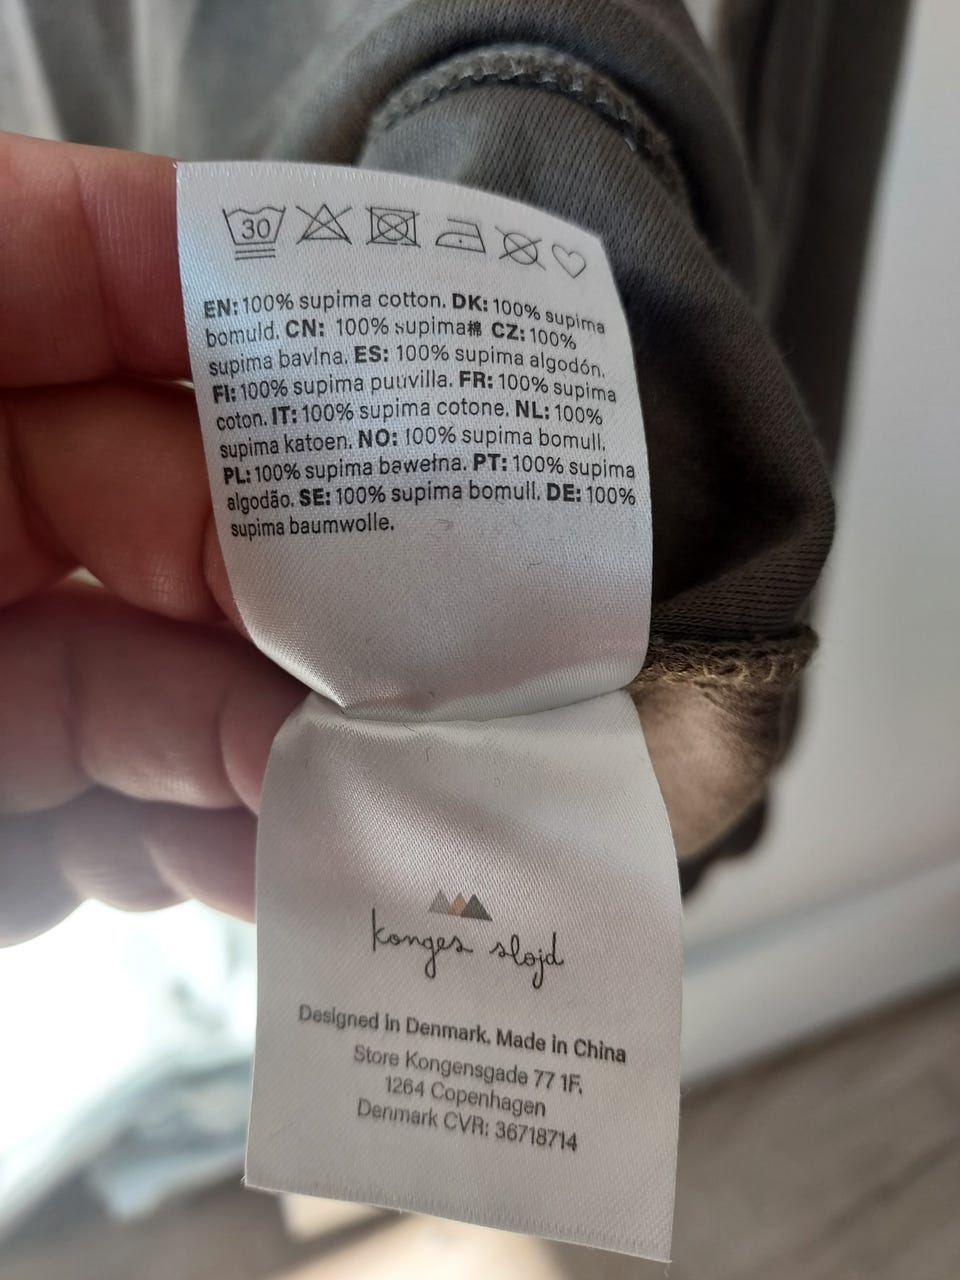 30
EN: 100% supima cotton. DK: 100% supima
bomuld. CN: 100% supima棉 CZ: 100%
supima bavlna. ES: 100% supima algodón.
FI: 100% supima puuvilla. FR: 100% supima
coton. IT: 100% supima cotone. NL: 100%
supima katoen. NO: 100% supima bomull.
PL: 100% supima bawełna. PT: 100% supima
algodão. SE: 100% supima bomull. DE: 100%
supima baumwolle.
konges slojd
Designed in Denmark. Made in China
Store Kongensgade 77 1F.
1264 Copenhagen
Denmark CVR: 36718714